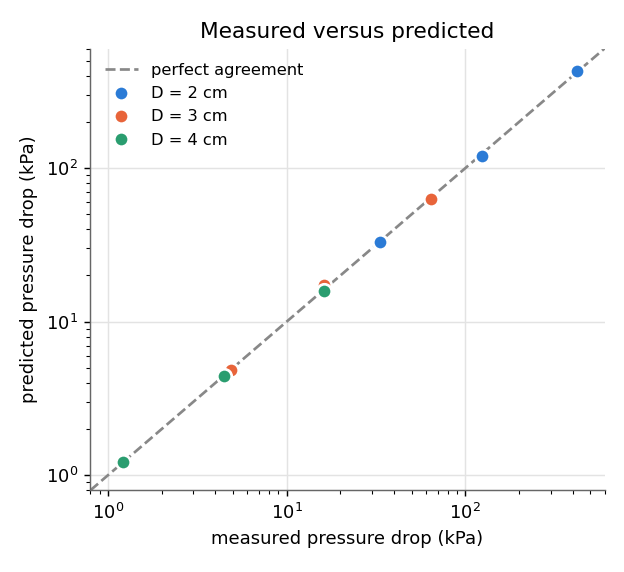 Measured versus predicted
perfect agreement
D = 2 cm
D = 3 cm
D = 4 cm
predicted pressure drop (kPa)
10²
10¹
10⁰
10⁰ 10¹ 10²
measured pressure drop (kPa)